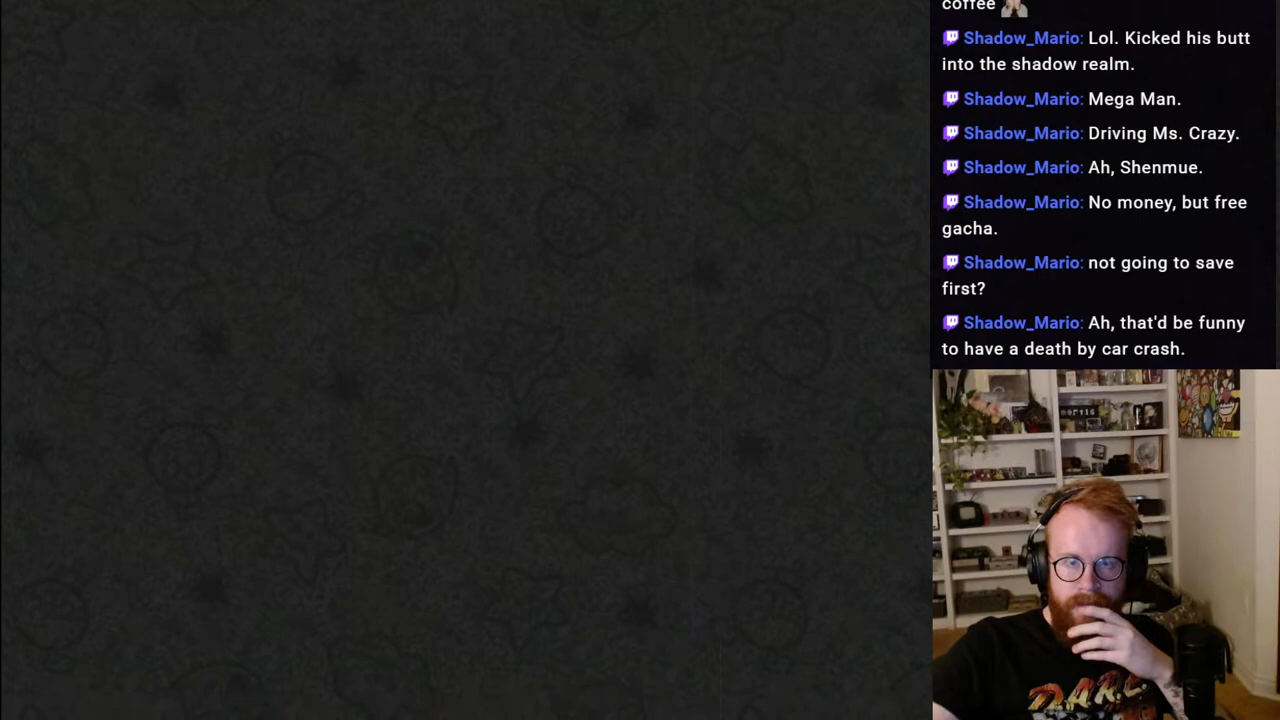 coffee
Shadow_Mario: Lol. Kicked his butt
into the shadow realm.
Shadow_Mario: Mega Man.
Shadow_Mario: Driving Ms. Crazy.
Shadow_Mario: Ah, Shenmue.
Shadow_Mario: No money, but free
gacha.
Shadow_Mario: not going to save
first?
Shadow_Mario: Ah, that'd be funny
to have a death by car crash.
D.A.R.E.